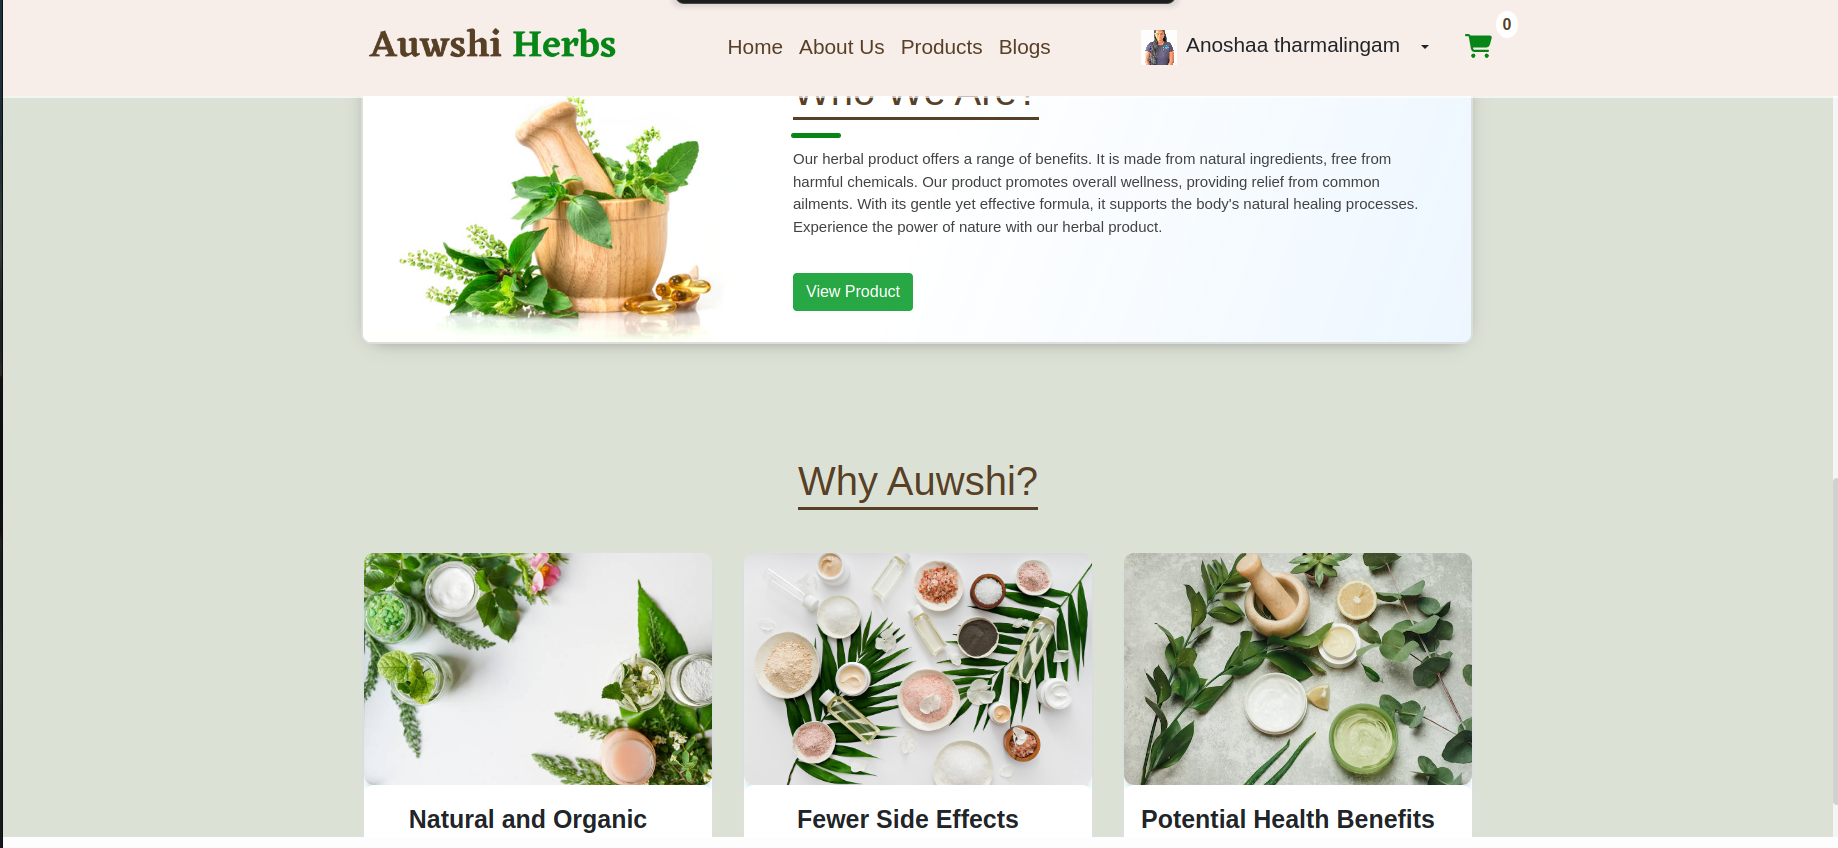 Auwshi Herbs
Home About Us Products Blogs
Anoshaa tharmalingam
0
Who We Are?
Our herbal product offers a range of benefits. It is made from natural ingredients, free from
harmful chemicals. Our product promotes overall wellness, providing relief from common
ailments. With its gentle yet effective formula, it supports the body's natural healing processes.
Experience the power of nature with our herbal product.
View Product
Why Auwshi?
Natural and Organic
Fewer Side Effects
Potential Health Benefits